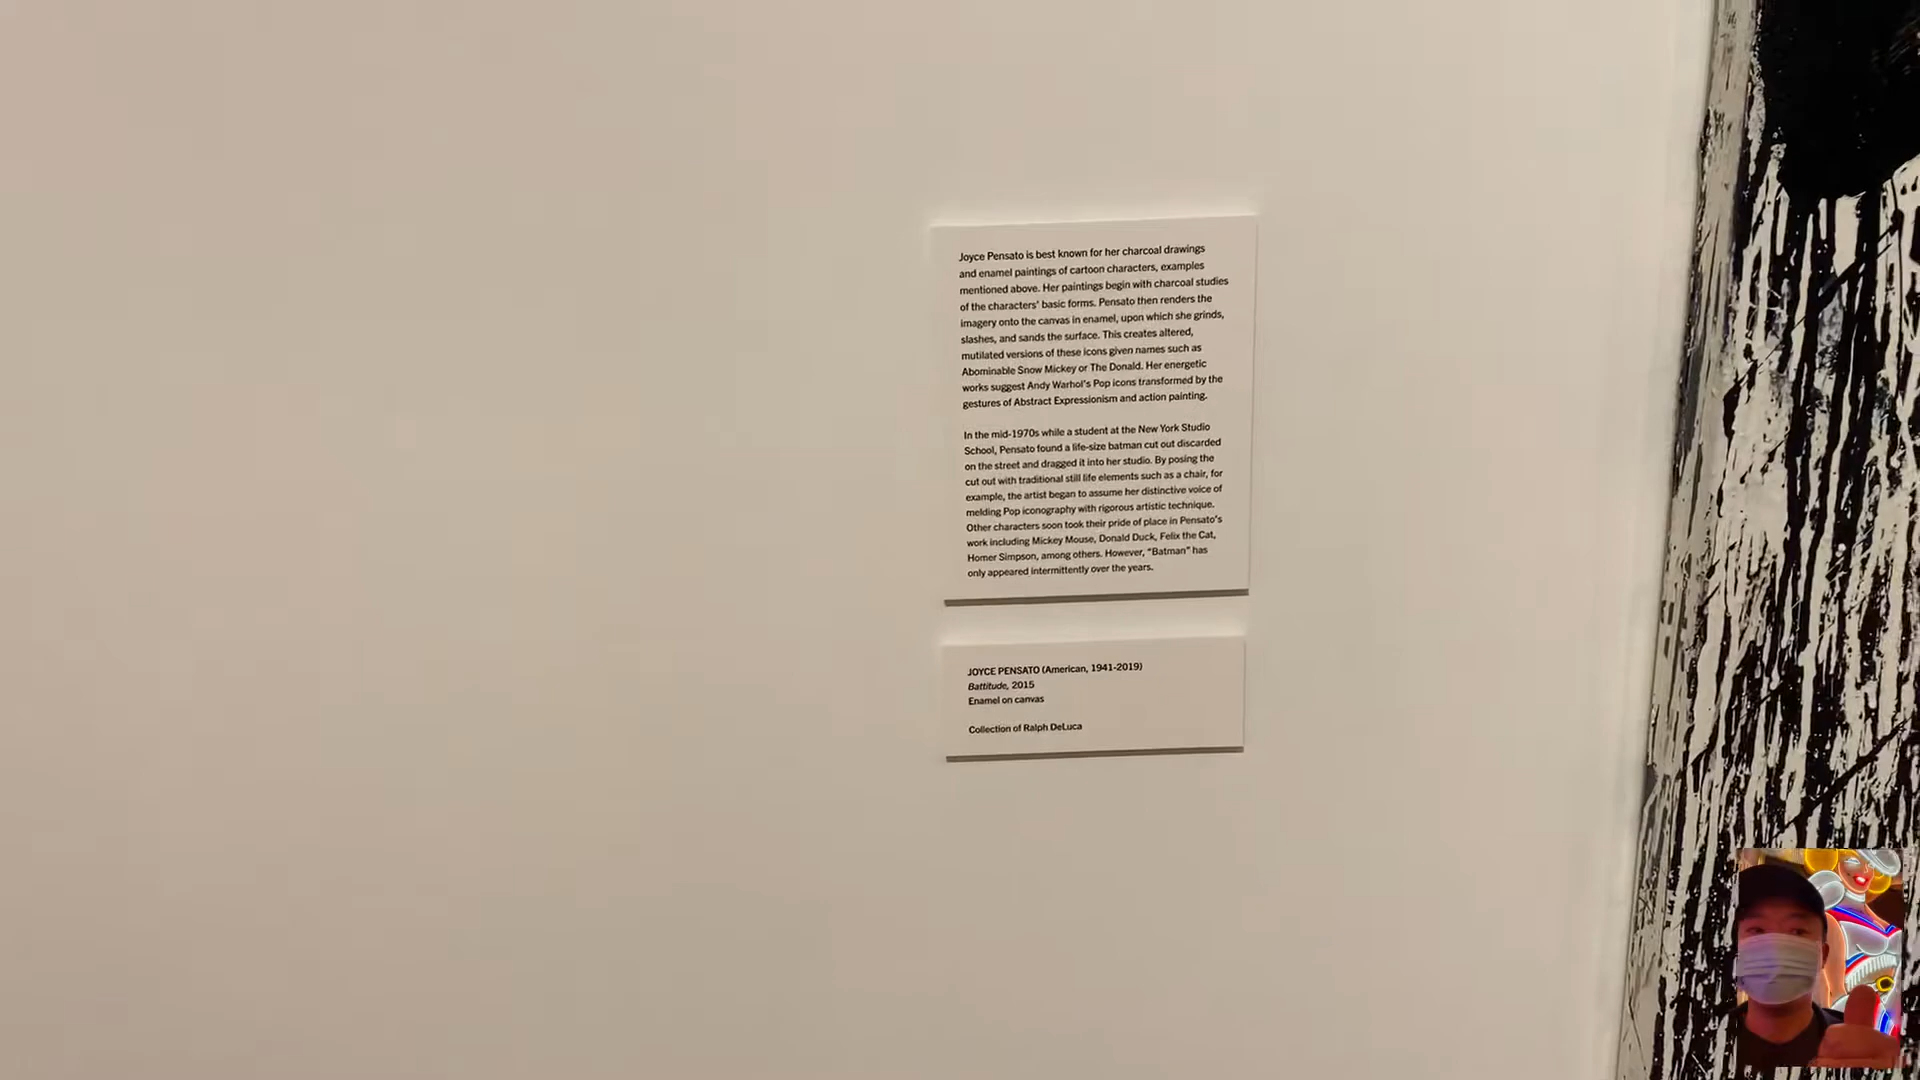 Joyce Pensato is best known for her charcoal drawings
and enamel paintings of cartoon characters, examples
mentioned above. Her paintings begin with charcoal studies
of the characters' basic forms. Pensato then renders the
imagery onto the canvas in enamel, upon which she grinds,
slashes, and sands the surface. This creates altered,
mutilated versions of these icons given names such as
Abominable Snow Mickey or The Donald. Her energetic
works suggest Andy Warhol's Pop icons transformed by the
gestures of Abstract Expressionism and action painting.
In the mid-1970s while a student at the New York Studio
School, Pensato found a life-size batman cut out discarded
on the street and dragged it into her studio. By posing the
cut out with traditional still life elements such as a chair, for
example, the artist began to assume her distinctive voice of
melding Pop iconography with rigorous artistic technique.
Other characters soon took their pride of place in Pensato's
work including Mickey Mouse, Donald Duck, Felix the Cat,
Homer Simpson, among others. However, "Batman" has
only appeared intermittently over the years.
JOYCE PENSATO (American, 1941-2019)
Battitude, 2015
Enamel on canvas
Collection of Ralph DeLuca